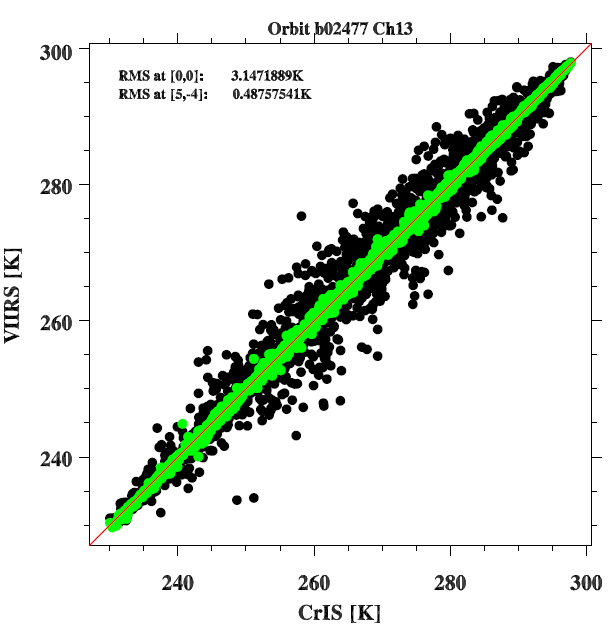 Orbit b02477 Ch13
RMS at [0,0]: 3.1471889K
RMS at [5,-4]: 0.48757541K
300
280
260
240
VIIRS [K]
240 260 280 300
CrIS [K]